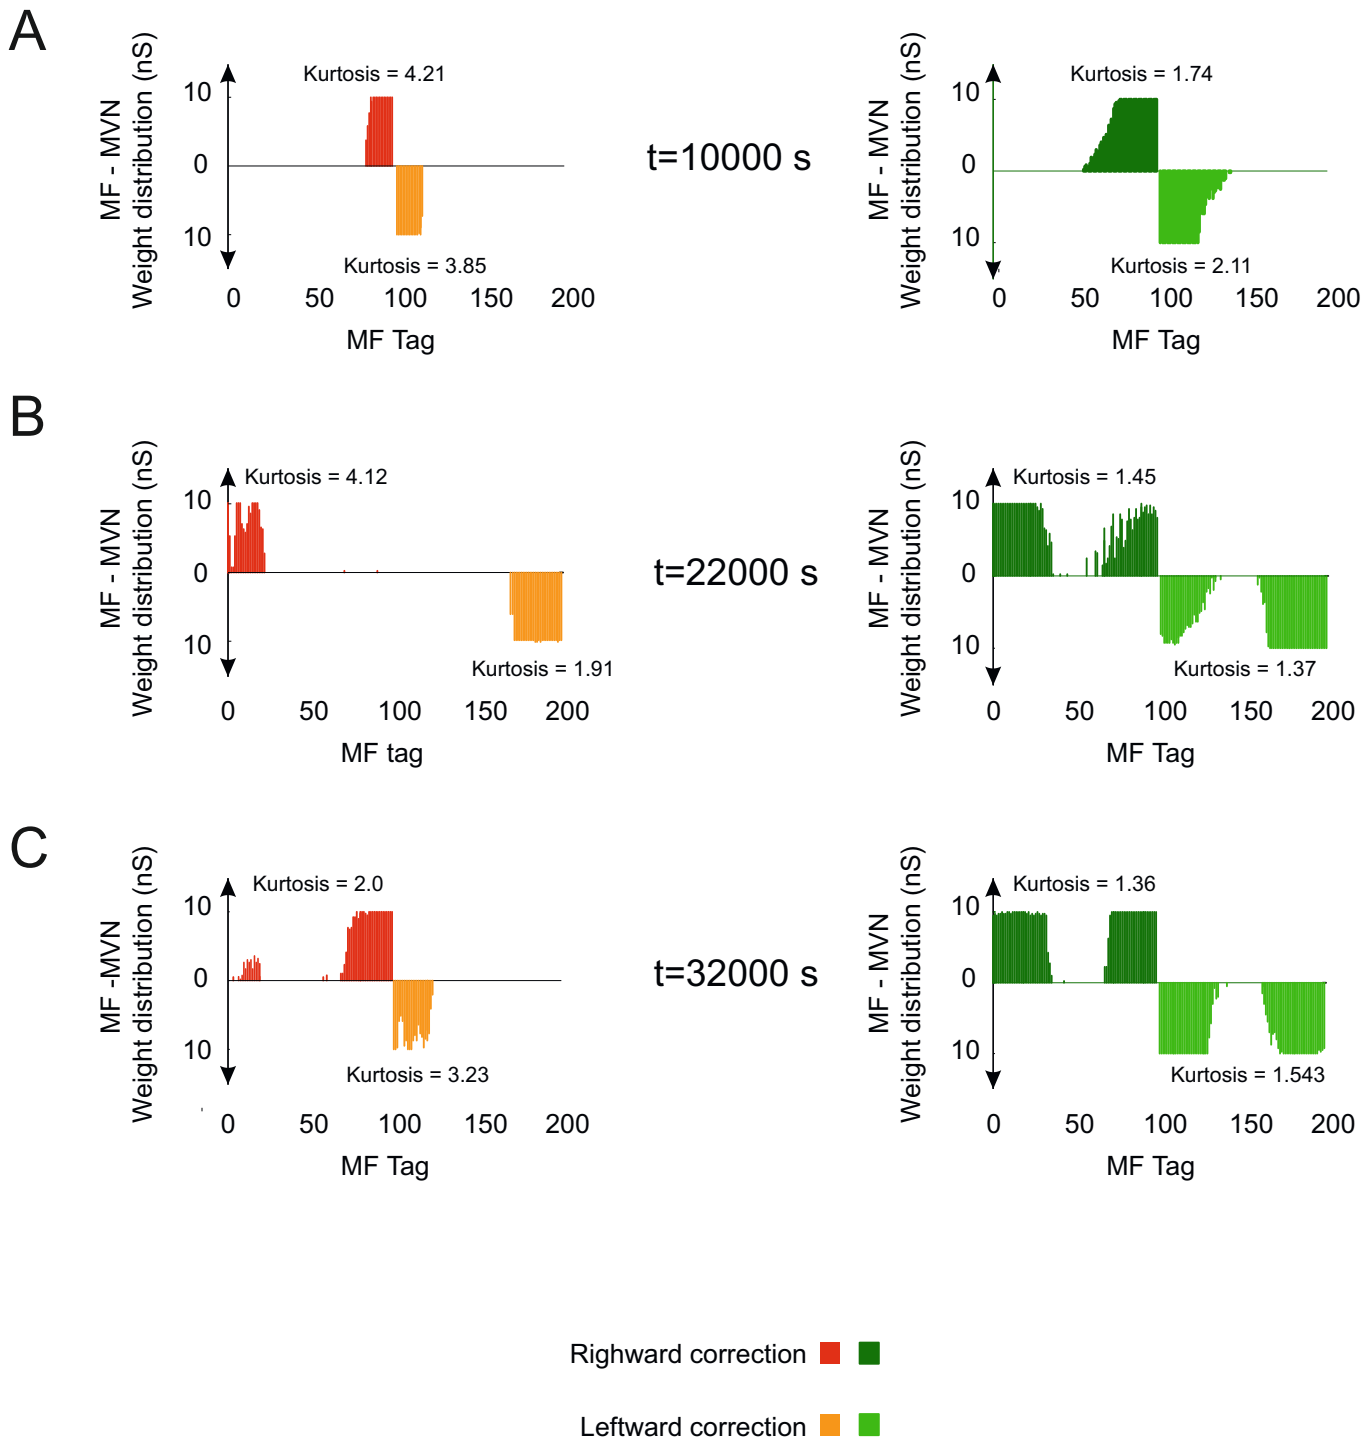 A
MF - MVN
Weight distribution (nS)
10
0
10
Kurtosis = 4.21
Kurtosis = 3.85
0 50 100 150 200
MF Tag
t=10000 s
MF - MVN
Weight distribution (nS)
10
0
10
Kurtosis = 1.74
Kurtosis = 2.11
0 50 100 150 200
MF Tag
B
MF - MVN
Weight distribution (nS)
10
0
10
Kurtosis = 4.12
Kurtosis = 1.91
0 50 100 150 200
MF tag
t=22000 s
MF - MVN
Weight distribution (nS)
10
0
10
Kurtosis = 1.45
Kurtosis = 1.37
0 50 100 150 200
MF Tag
C
MF -MVN
Weight distribution (nS)
10
0
10
Kurtosis = 2.0
Kurtosis = 3.23
0 50 100 150 200
MF Tag
t=32000 s
MF - MVN
Weight distribution (nS)
10
0
10
Kurtosis = 1.36
Kurtosis = 1.543
0 50 100 150 200
MF Tag
Righward correction
Leftward correction